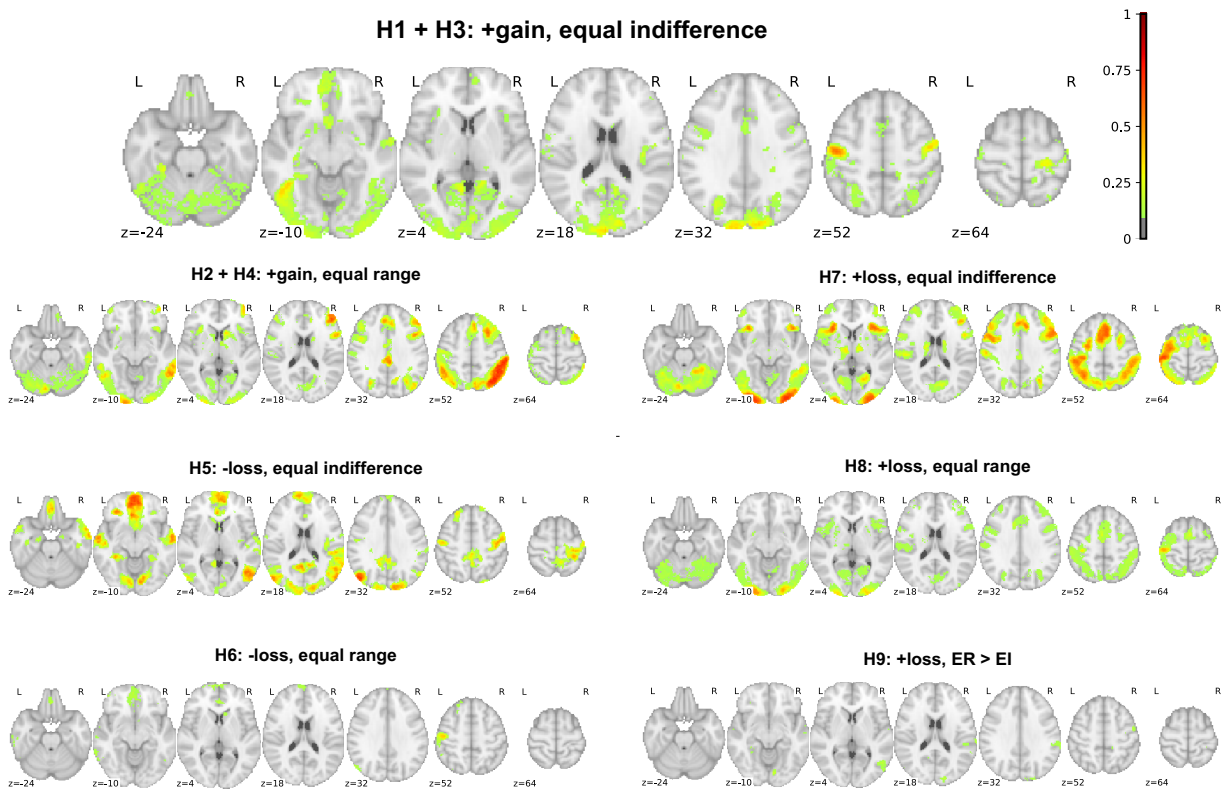 H1 + H3: +gain, equal indifference
L R L R L R L R L R L R L R
z=-24 z=-10 z=4 z=18 z=32 z=52 z=64
1
0.75
0.5
0.25
0
H2 + H4: +gain, equal range
L R L R L R L R L R L R L R
z=-24 z=-10 z=4 z=18 z=32 z=52 z=64
H7: +loss, equal indifference
L R L R L R L R L R L R L R
z=-24 z=-10 z=4 z=18 z=32 z=52 z=64
-
H5: -loss, equal indifference
L R L R L R L R L R L R L R
z=-24 z=-10 z=4 z=18 z=32 z=52 z=64
H8: +loss, equal range
L R L R L R L R L R L R L R
z=-24 z=-10 z=4 z=18 z=32 z=52 z=64
H6: -loss, equal range
L R L R L R L R L R L R L R
z=-24 z=-10 z=4 z=18 z=32 z=52 z=64
H9: +loss, ER > EI
L R L R L R L R L R L R L R
z=-24 z=-10 z=4 z=18 z=32 z=52 z=64